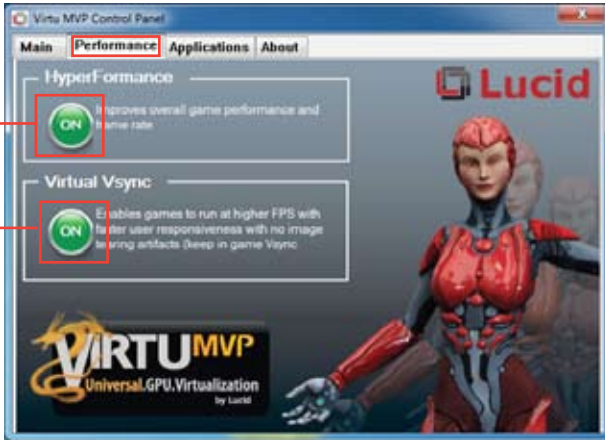 Virtu MVP Control Panel
Main Performance Applications About
HyperFormance
Lucid
ON
Improves overall game performance and
frame rate
Virtual Vsync
ON
Enables games to run at higher FPS with
faster user responsiveness with no image
tearing artifacts (keep in game Vsync
VIRTU MVP
Universal.GPU.Virtualization
by Lucid